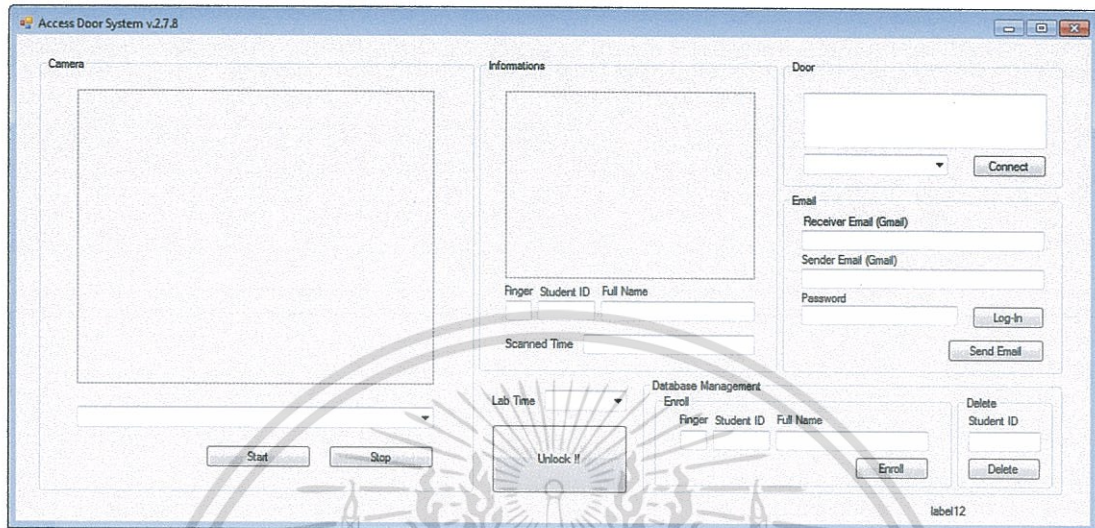 Access Door System v.2.7.8
Camera
Start
Stop
Informations
Finger Student ID Full Name
Scanned Time
Lab Time
Unlock !!
Door
Connect
Email
Receiver Email (Gmail)
Sender Email (Gmail)
Password
Log-In
Send Email
Database Management
Enroll
Finger Student ID Full Name
Enroll
Delete
Student ID
Delete
label12